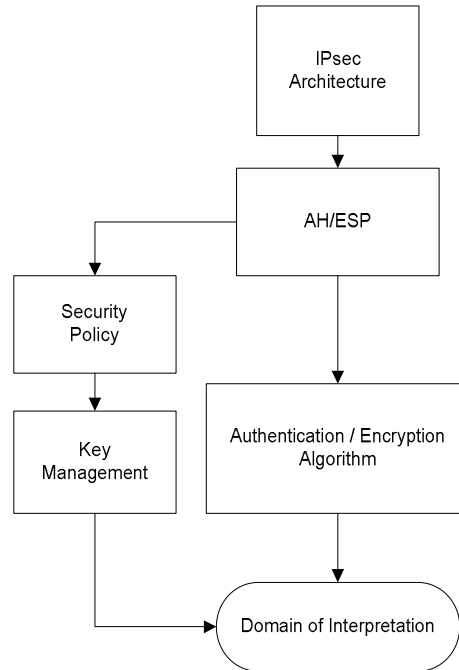 IPsec
Architecture
AH/ESP
Security
Policy
Key
Management
Authentication / Encryption
Algorithm
Domain of Interpretation